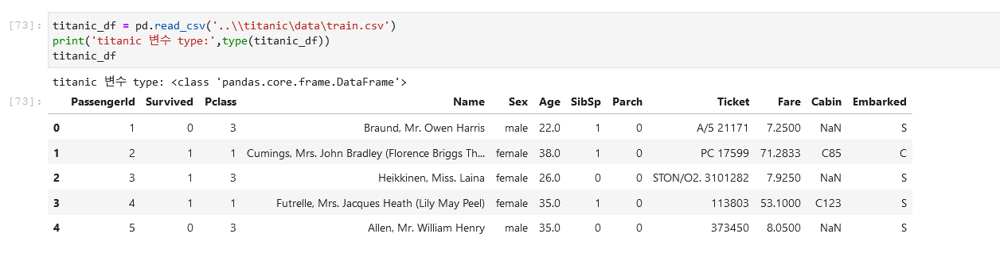 [73]: titanic_df = pd.read_csv('..\\titanic\data\train.csv')
print('titanic 변수 type:',type(titanic_df))
titanic_df
titanic 변수 type: <class 'pandas.core.frame.DataFrame'>
[73]: PassengerId Survived Pclass Name Sex Age SibSp Parch Ticket Fare Cabin Embarked
0 1 0 3 Braund, Mr. Owen Harris male 22.0 1 0 A/5 21171 7.2500 NaN S
1 2 1 1 Cumings, Mrs. John Bradley (Florence Briggs Th... female 38.0 1 0 PC 17599 71.2833 C85 C
2 3 1 3 Heikkinen, Miss. Laina female 26.0 0 0 STON/O2. 3101282 7.9250 NaN S
3 4 1 1 Futrelle, Mrs. Jacques Heath (Lily May Peel) female 35.0 1 0 113803 53.1000 C123 S
4 5 0 3 Allen, Mr. William Henry male 35.0 0 0 373450 8.0500 NaN S